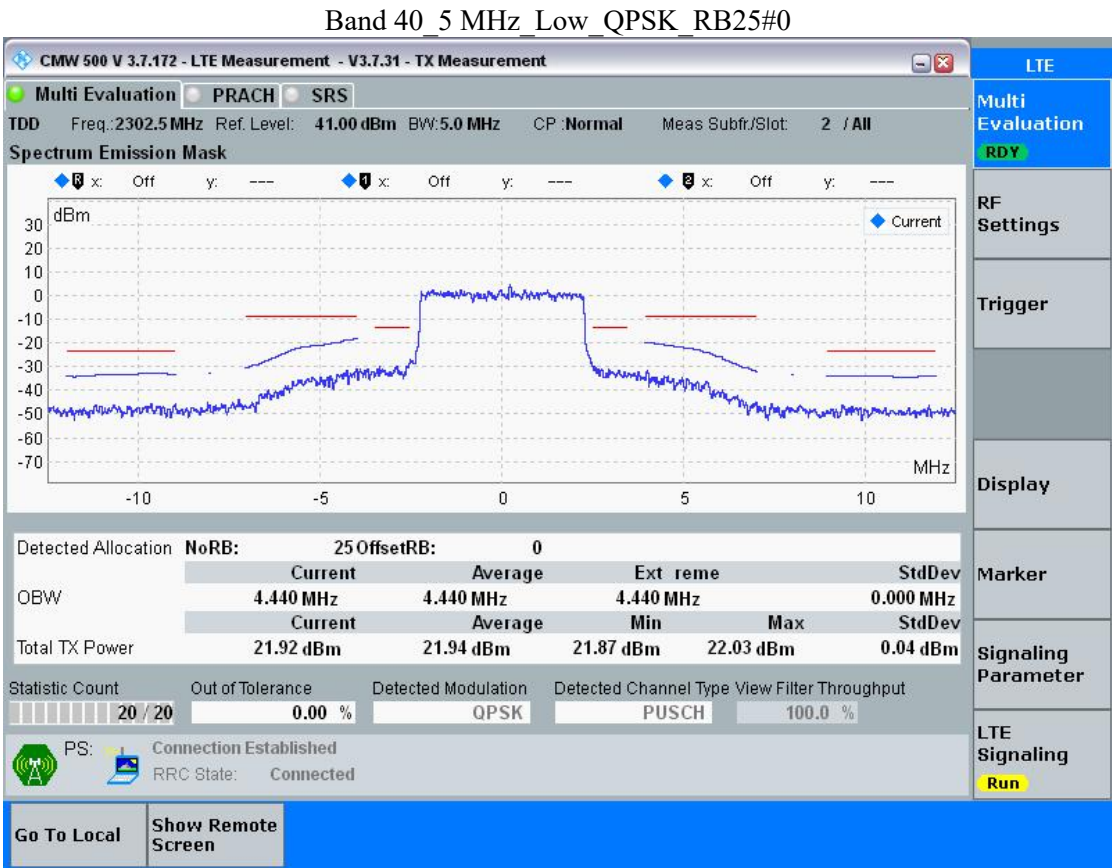 Band 40_5 MHz_Low_QPSK_RB25#0
CMW 500 V 3.7.172 - LTE Measurement - V3.7.31 - TX Measurement
LTE
Multi Evaluation PRACH SRS
TDD Freq.:2302.5 MHz Ref. Level: 41.00 dBm BW:5.0 MHz CP :Normal Meas Subfr./Slot: 2 / All
Spectrum Emission Mask
R x: Off y: --- 1 x: Off y: --- 2 x: Off y: ---
dBm
Current
30
20
10
0
-10
-20
-30
-40
-50
-60
-70
MHz
-10 -5 0 5 10
Detected Allocation NoRB: 25 OffsetRB: 0
Current Average Ext reme StdDev
OBW 4.440 MHz 4.440 MHz 4.440 MHz 0.000 MHz
Current Average Min Max StdDev
Total TX Power 21.92 dBm 21.94 dBm 21.87 dBm 22.03 dBm 0.04 dBm
Statistic Count Out of Tolerance Detected Modulation Detected Channel Type View Filter Throughput
20 / 20 0.00 % QPSK PUSCH 100.0 %
PS: Connection Established
RRC State: Connected
Multi
Evaluation
RDY
RF
Settings
Trigger
Display
Marker
Signaling
Parameter
LTE
Signaling
Run
Go To Local
Show Remote
Screen